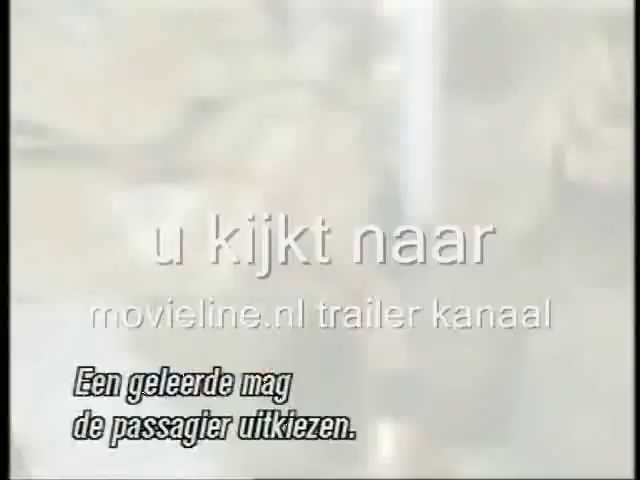 u kijkt naar
movieline.nl trailer kanaal
Een geleerde mag
de passagier uitkiezen.